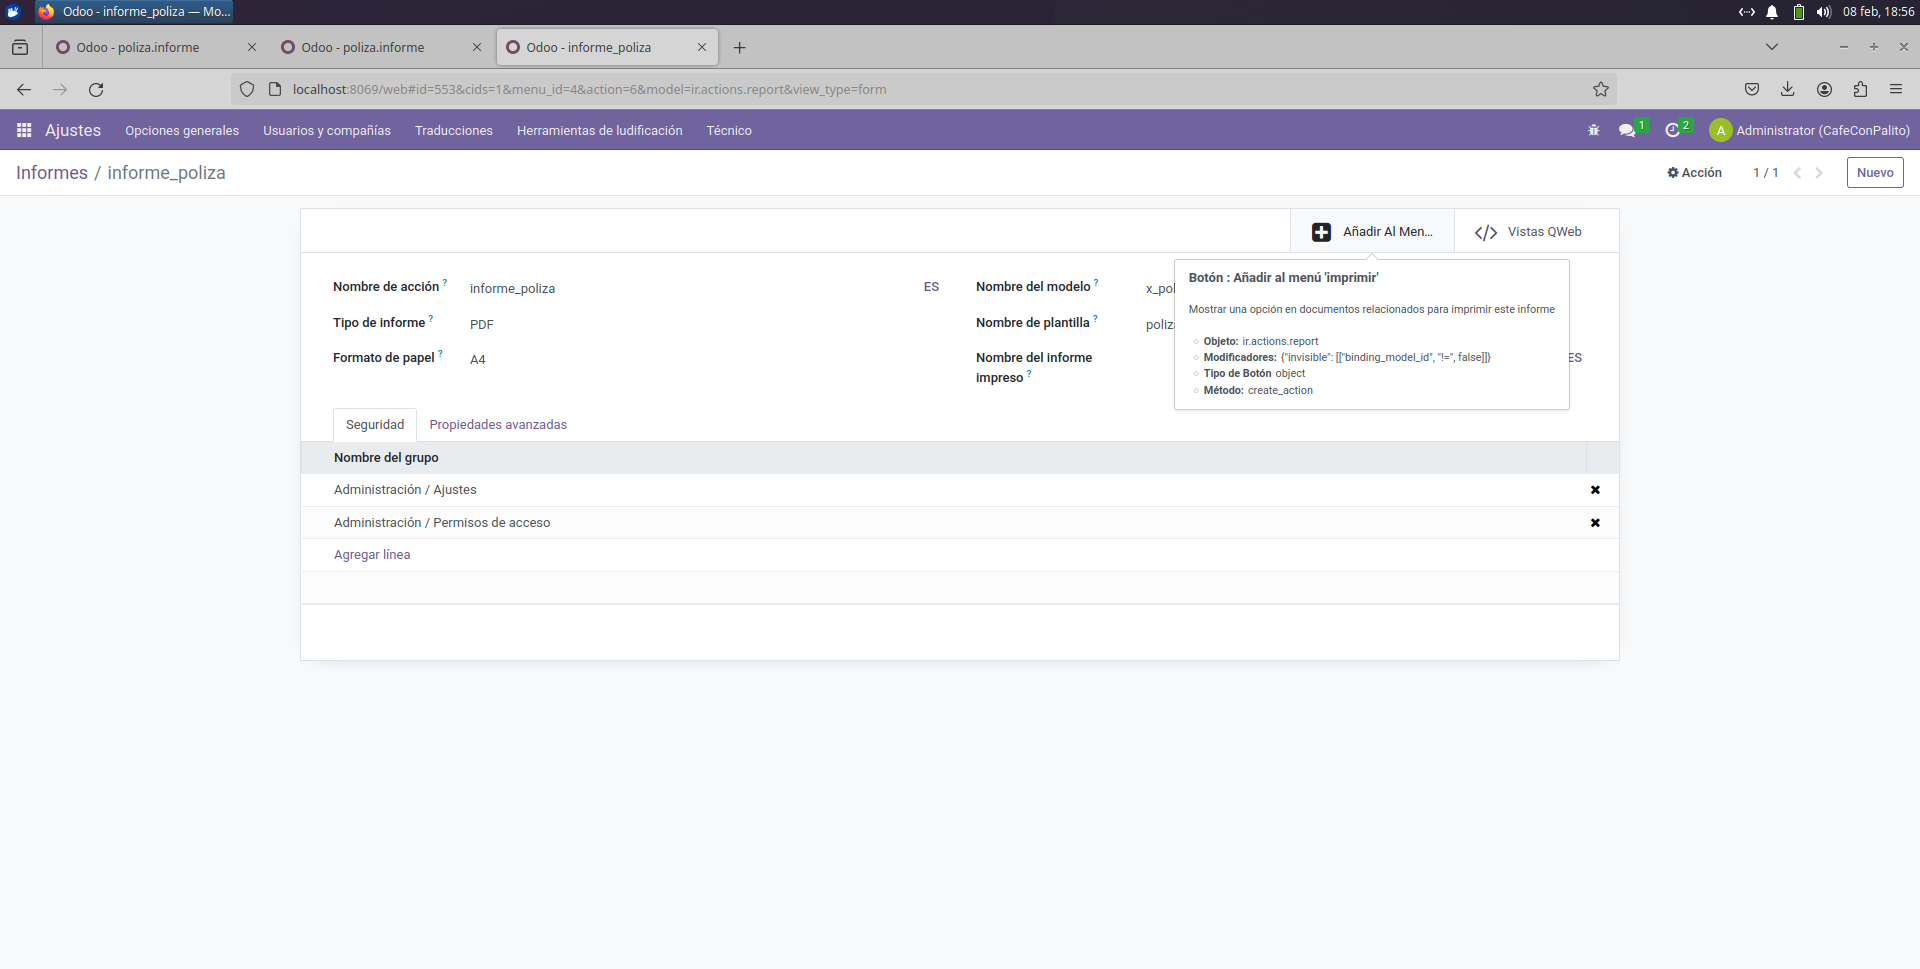 Odoo - informe_poliza — Mo...
08 feb, 18:56
Odoo - poliza.informe
Odoo - poliza.informe
Odoo - informe_poliza
localhost:8069/web#id=553&cids=1&menu_id=4&action=6&model=ir.actions.report&view_type=form
Ajustes
Opciones generales
Usuarios y compañías
Traducciones
Herramientas de ludificación
Técnico
1
2
A
Administrator (CafeConPalito)
Informes / informe_poliza
Acción
1 / 1
Nuevo
Añadir Al Men...
Vistas QWeb
Nombre de acción ?
informe_poliza
ES
Nombre del modelo ?
x_pol
Tipo de informe ?
PDF
Nombre de plantilla ?
poliz
Formato de papel ?
A4
Nombre del informe
impreso ?
ES
Botón : Añadir al menú 'imprimir'
Mostrar una opción en documentos relacionados para imprimir este informe
Objeto: ir.actions.report
Modificadores: {"invisible": [["binding_model_id", "!=", false]]}
Tipo de Botón object
Método: create_action
Seguridad
Propiedades avanzadas
Nombre del grupo
Administración / Ajustes
Administración / Permisos de acceso
Agregar línea